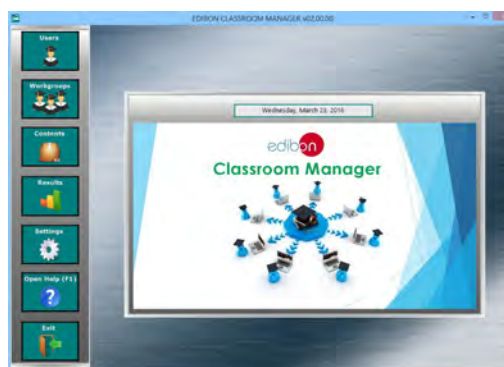 EDIBON CLASSROOM MANAGER v02.00.00
Users
Workgroups
Contents
Results
Settings
Open Help (F1)
Exit
Wednesday, March 23, 2016
edibon
Classroom Manager